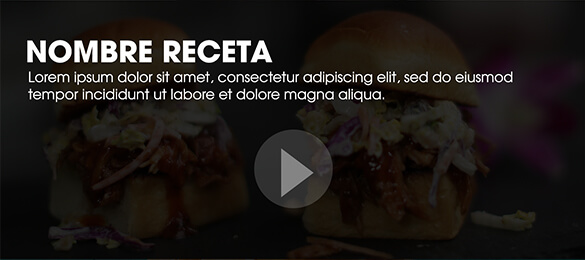 NOMBRE RECETA
Lorem ipsum dolor sit amet, consectetur adipiscing elit, sed do eiusmod
tempor incididunt ut labore et dolore magna aliqua.